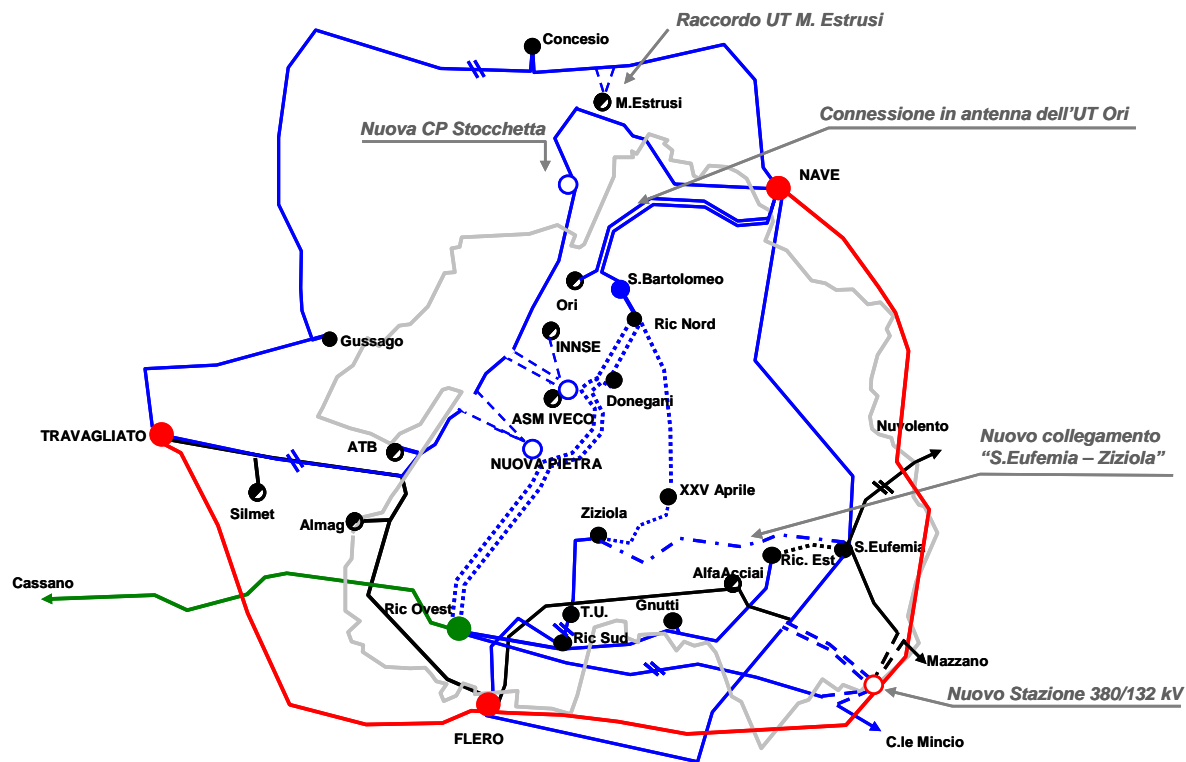 Raccordo UT M. Estrusi
Concesio
M.Estrusi
Connessione in antenna dell'UT Ori
Nuova CP Stocchetta
NAVE
S.Bartolomeo
Ori
Ric Nord
INNSE
Gussago
Donegani
ASM IVECO
Nuvolento
TRAVAGLIATO
ATB
Nuovo collegamento
"S.Eufemia – Ziziola"
NUOVA PIETRA
XXV Aprile
Silmet
Ziziola
Almag
S.Eufemia
Ric. Est
AlfaAcciai
Cassano
Ric Ovest
T.U.
Gnutti
Ric Sud
Mazzano
Nuovo Stazione 380/132 kV
FLERO
C.le Mincio